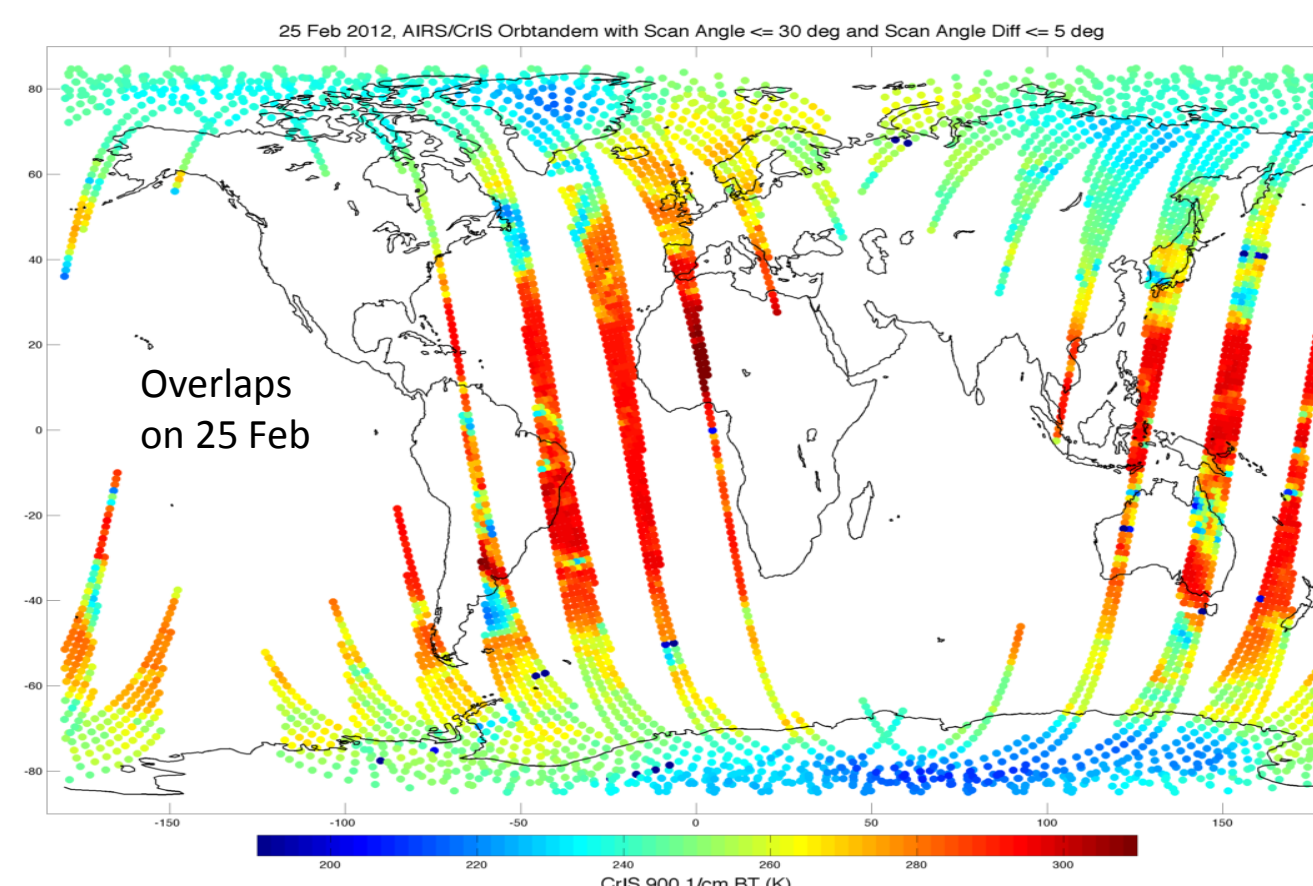 25 Feb 2012, AIRS/CrIS Orbtandem with Scan Angle <= 30 deg and Scan Angle Diff <= 5 deg
80
60
40
20
0
-20
-40
-60
-80
Overlaps
on 25 Feb
-150 -100 -50 0 50 100 150
200 220 240 260 280 300
CrIS 900 1/cm BT (K)